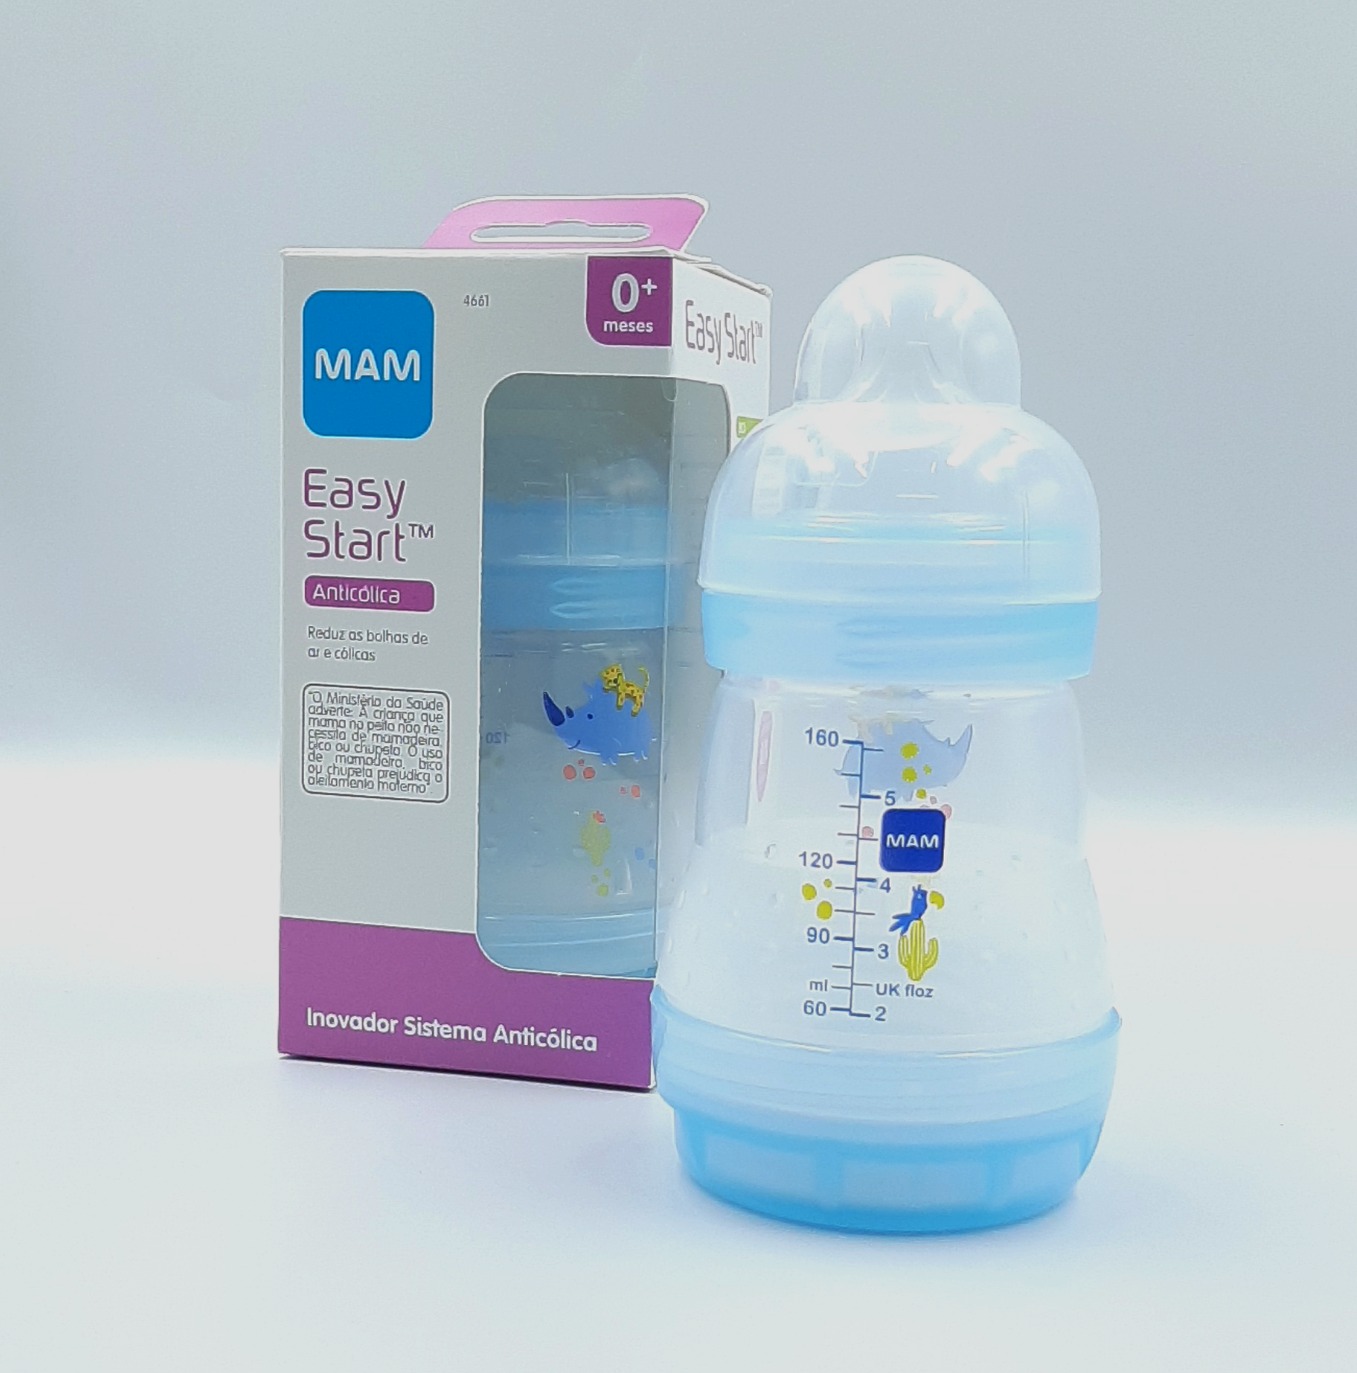 MAM
4661
0+
meses
Easy Start™
Easy
Start™
Anticólica
Reduz as bolhas de
ar e cólicas
"O Ministério da Saúde
adverte: A criança que
mama no peito não ne-
cessita de mamadeira,
bico ou chupeta. O uso
de mamadeira, bico
ou chupeta prejudica o
aleitamento materno".
Inovador Sistema Anticólica
120
160
5
MAM
120
4
90
3
ml
UK floz
60
2